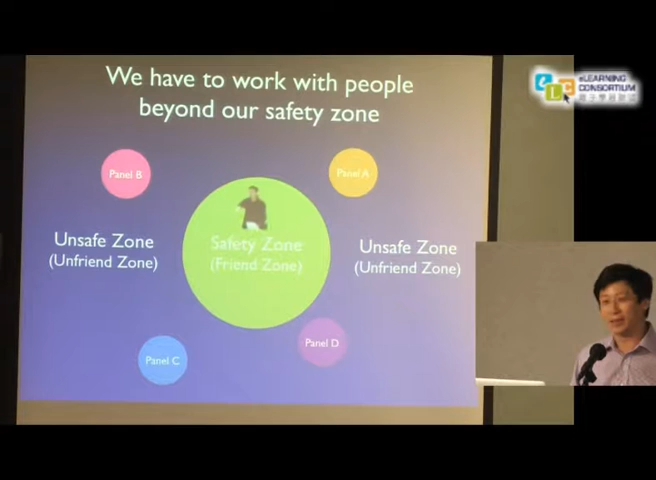 We have to work with people
beyond our safety zone
eLEARNING
CONSORTIUM
eLC
Panel B
Panel A
Safety Zone
(Friend Zone)
Unsafe Zone
(Unfriend Zone)
Unsafe Zone
(Unfriend Zone)
Panel D
Panel C